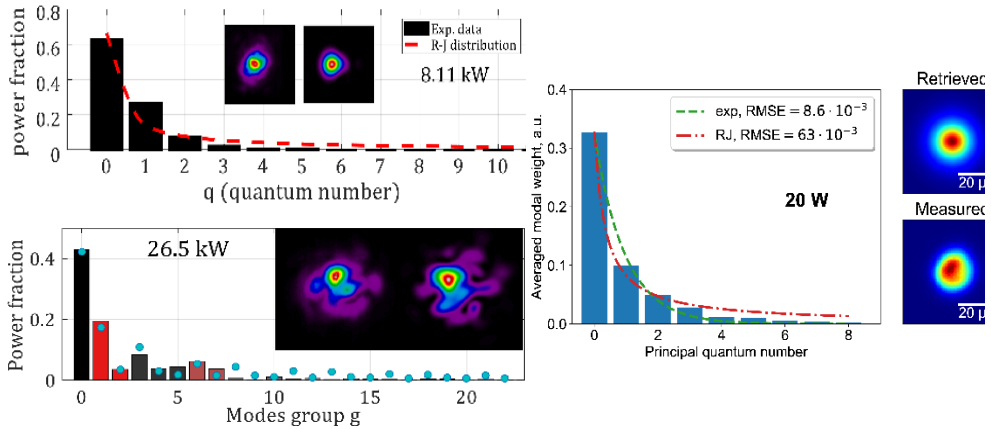 0.8
0.6
0.4
0.2
0
power fraction
Exp. data
R-J distribution
8.11 kW
0 1 2 3 4 5 6 7 8 9 10
q (quantum number)
26.5 kW
Power fraction
0.4
0.2
0
0 5 10 15 20
Modes group g
Averaged modal weight, a.u.
0.4
0.3
0.2
0.1
0.0
exp, RMSE = 8.6 · 10⁻³
RJ, RMSE = 63 · 10⁻³
20 W
0 2 4 6 8
Principal quantum number
Retrieved
20 μ
Measured
20 μ